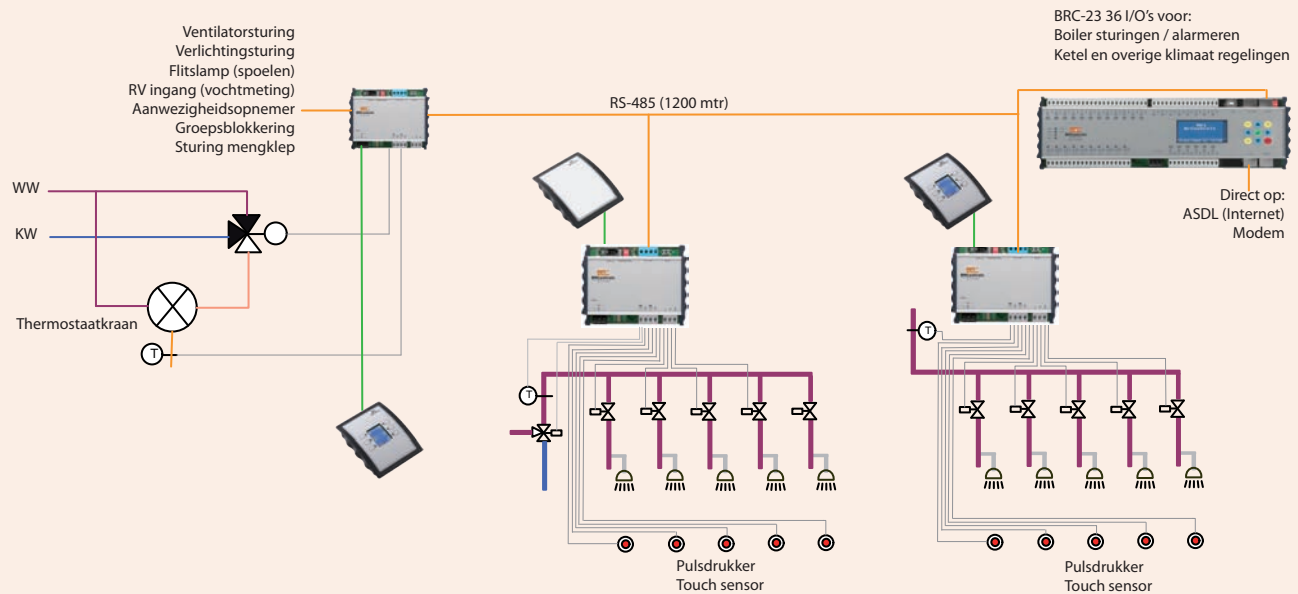 Ventilatorsturing
Verlichtingsturing
Flitslamp (spoelen)
RV ingang (vochtmeting)
Aanwezigheidsopnemer
Groepsblokkering
Sturing mengklep
RS-485 (1200 mtr)
BRC-23 36 I/O's voor:
Boiler sturingen / alarmeren
Ketel en overige klimaat regelingen
Direct op:
ASDL (Internet)
Modem
WW
KW
Thermostaatkraan
T
T
T
Pulsdrukker
Touch sensor
Pulsdrukker
Touch sensor